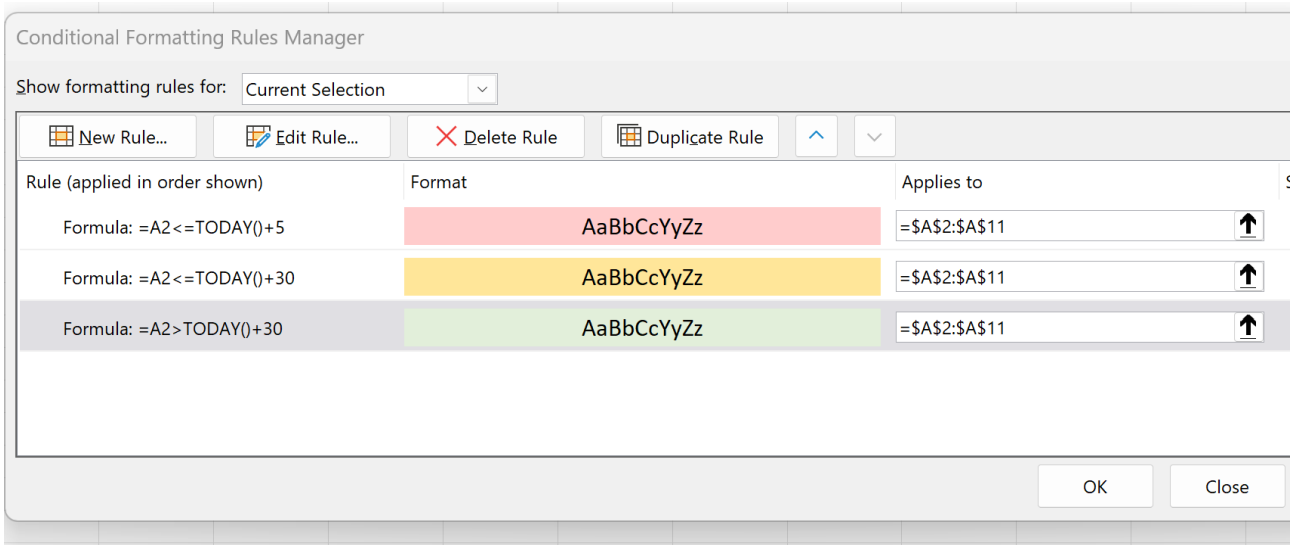 Conditional Formatting Rules Manager
Show formatting rules for: Current Selection
New Rule... Edit Rule... Delete Rule Duplicate Rule
Rule (applied in order shown) Format Applies to
Formula: =A2<=TODAY()+5 AaBbCcYyZz =$A$2:$A$11
Formula: =A2<=TODAY()+30 AaBbCcYyZz =$A$2:$A$11
Formula: =A2>TODAY()+30 AaBbCcYyZz =$A$2:$A$11
OK Close